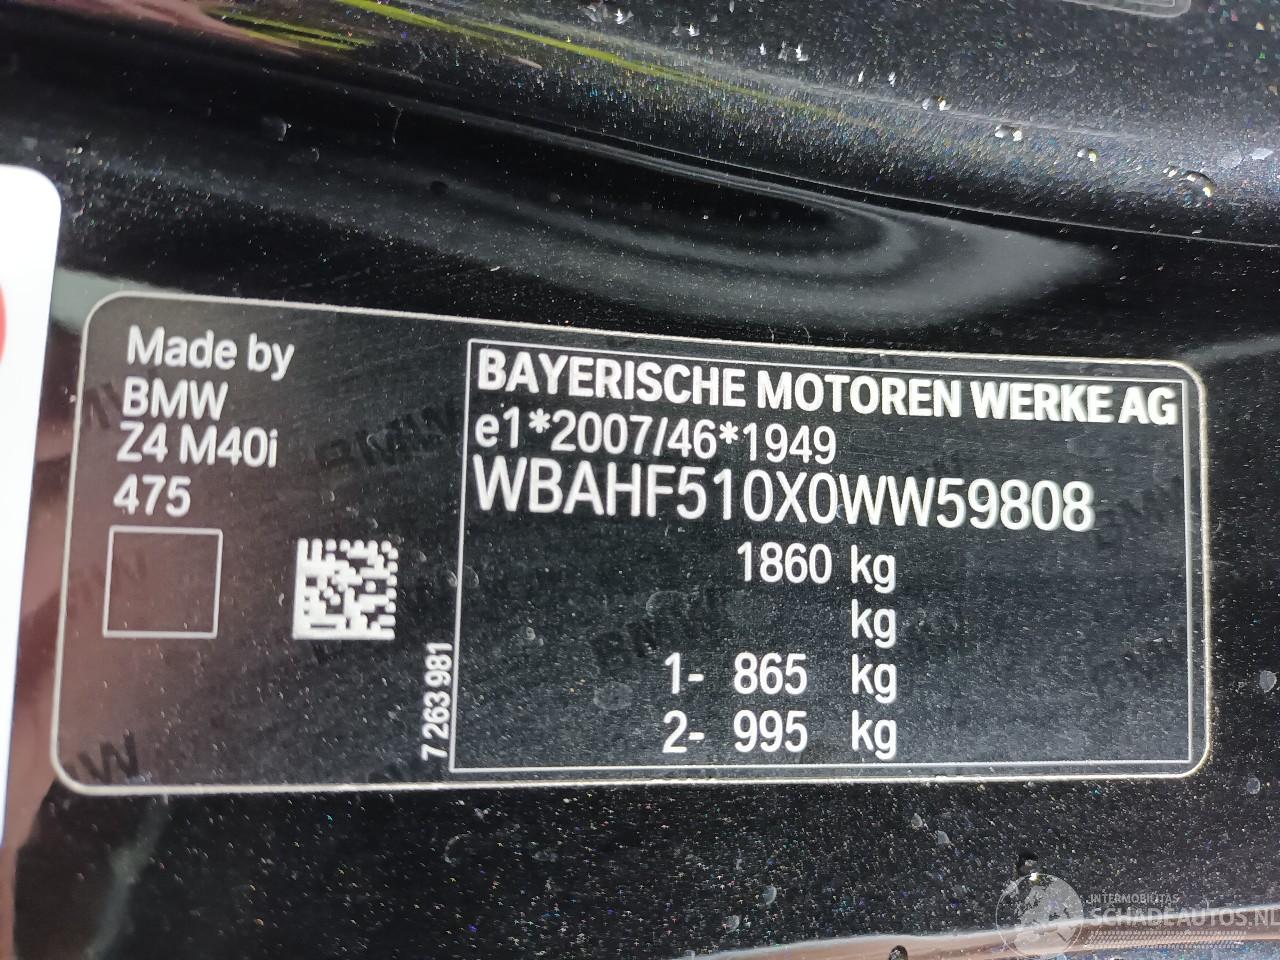 Made by
BMW
Z4 M40i
475
7 263 981
BAYERISCHE MOTOREN WERKE AG
e1*2007/46*1949
WBAHF510X0WW59808
1860 kg
kg
1- 865 kg
2- 995 kg
INTERMOBILITAS
SCHADEAUTOS.NL